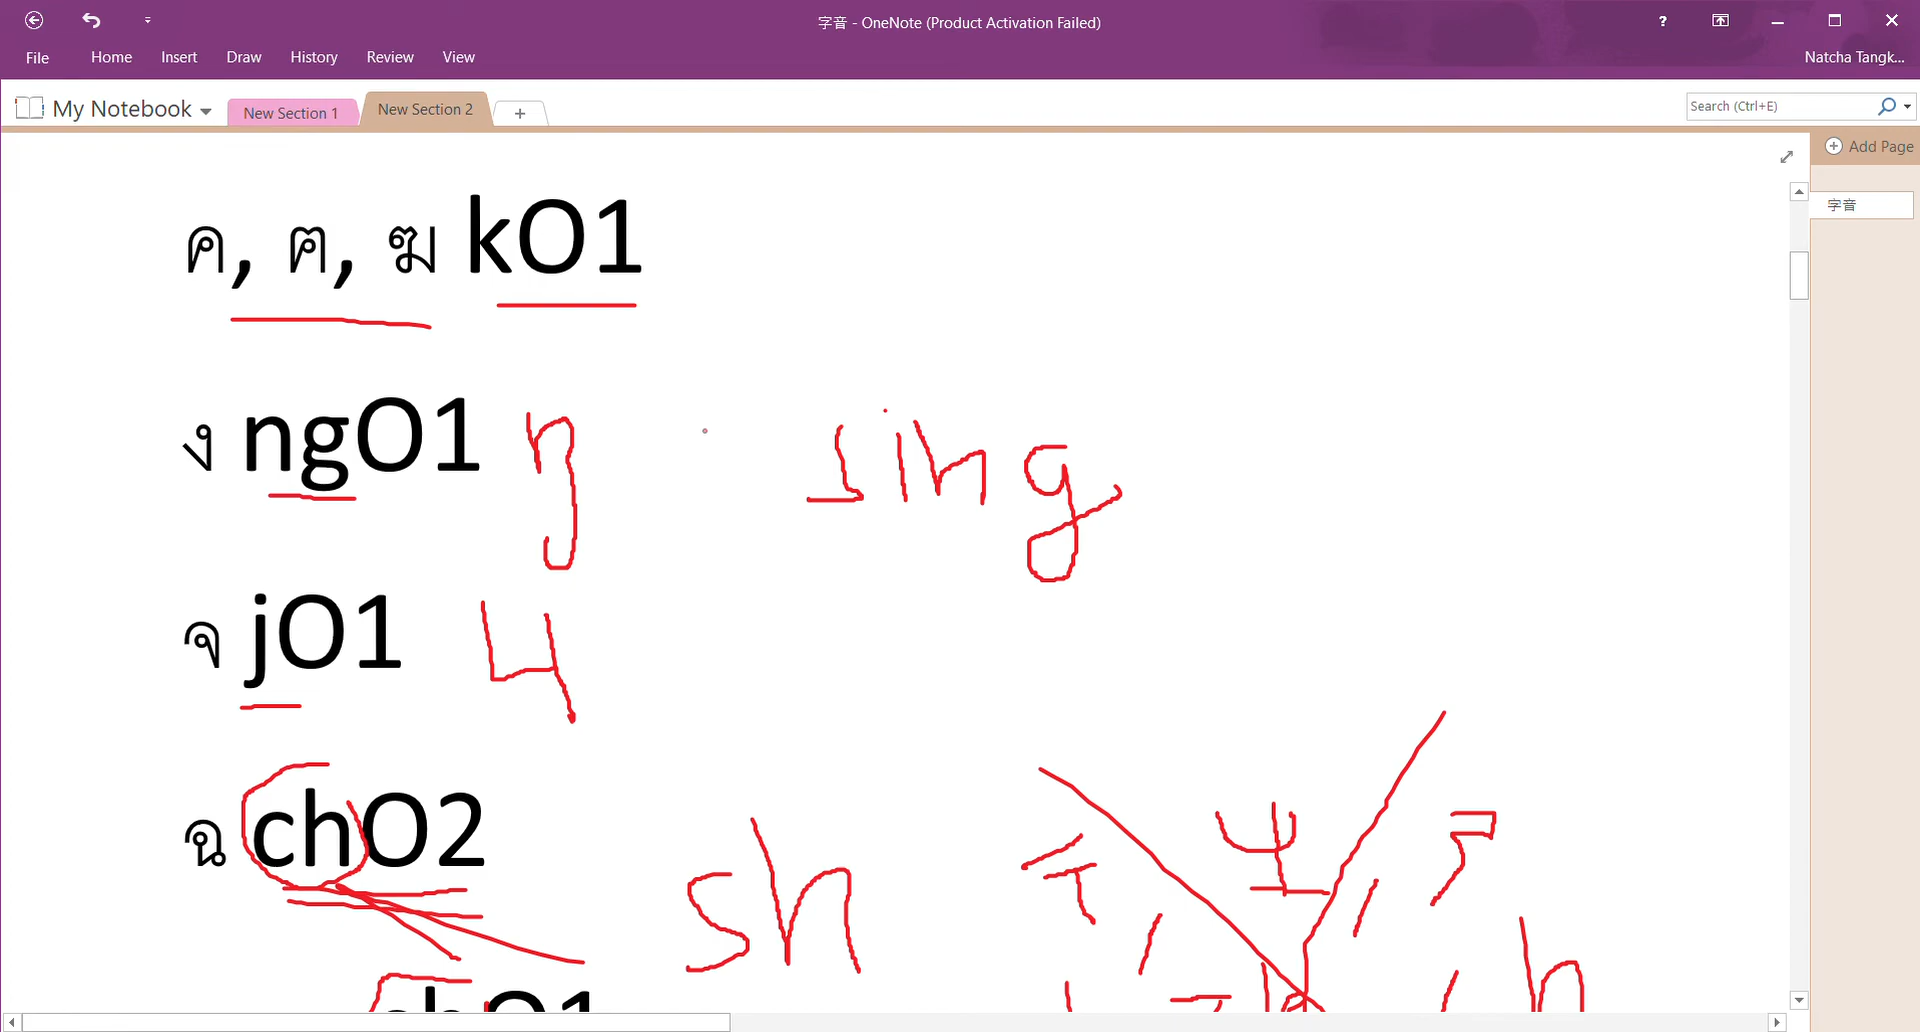 字音 - OneNote (Product Activation Failed)
?
File Home Insert Draw History Review View
Natcha Tangk...
My Notebook
New Section 1
New Section 2
+
Search (Ctrl+E)
Add Page
字音
ค, ฅ, ฆ kO1
ง ngO1 ŋ sing
จ jO1 ч
ฉ chO2
sh